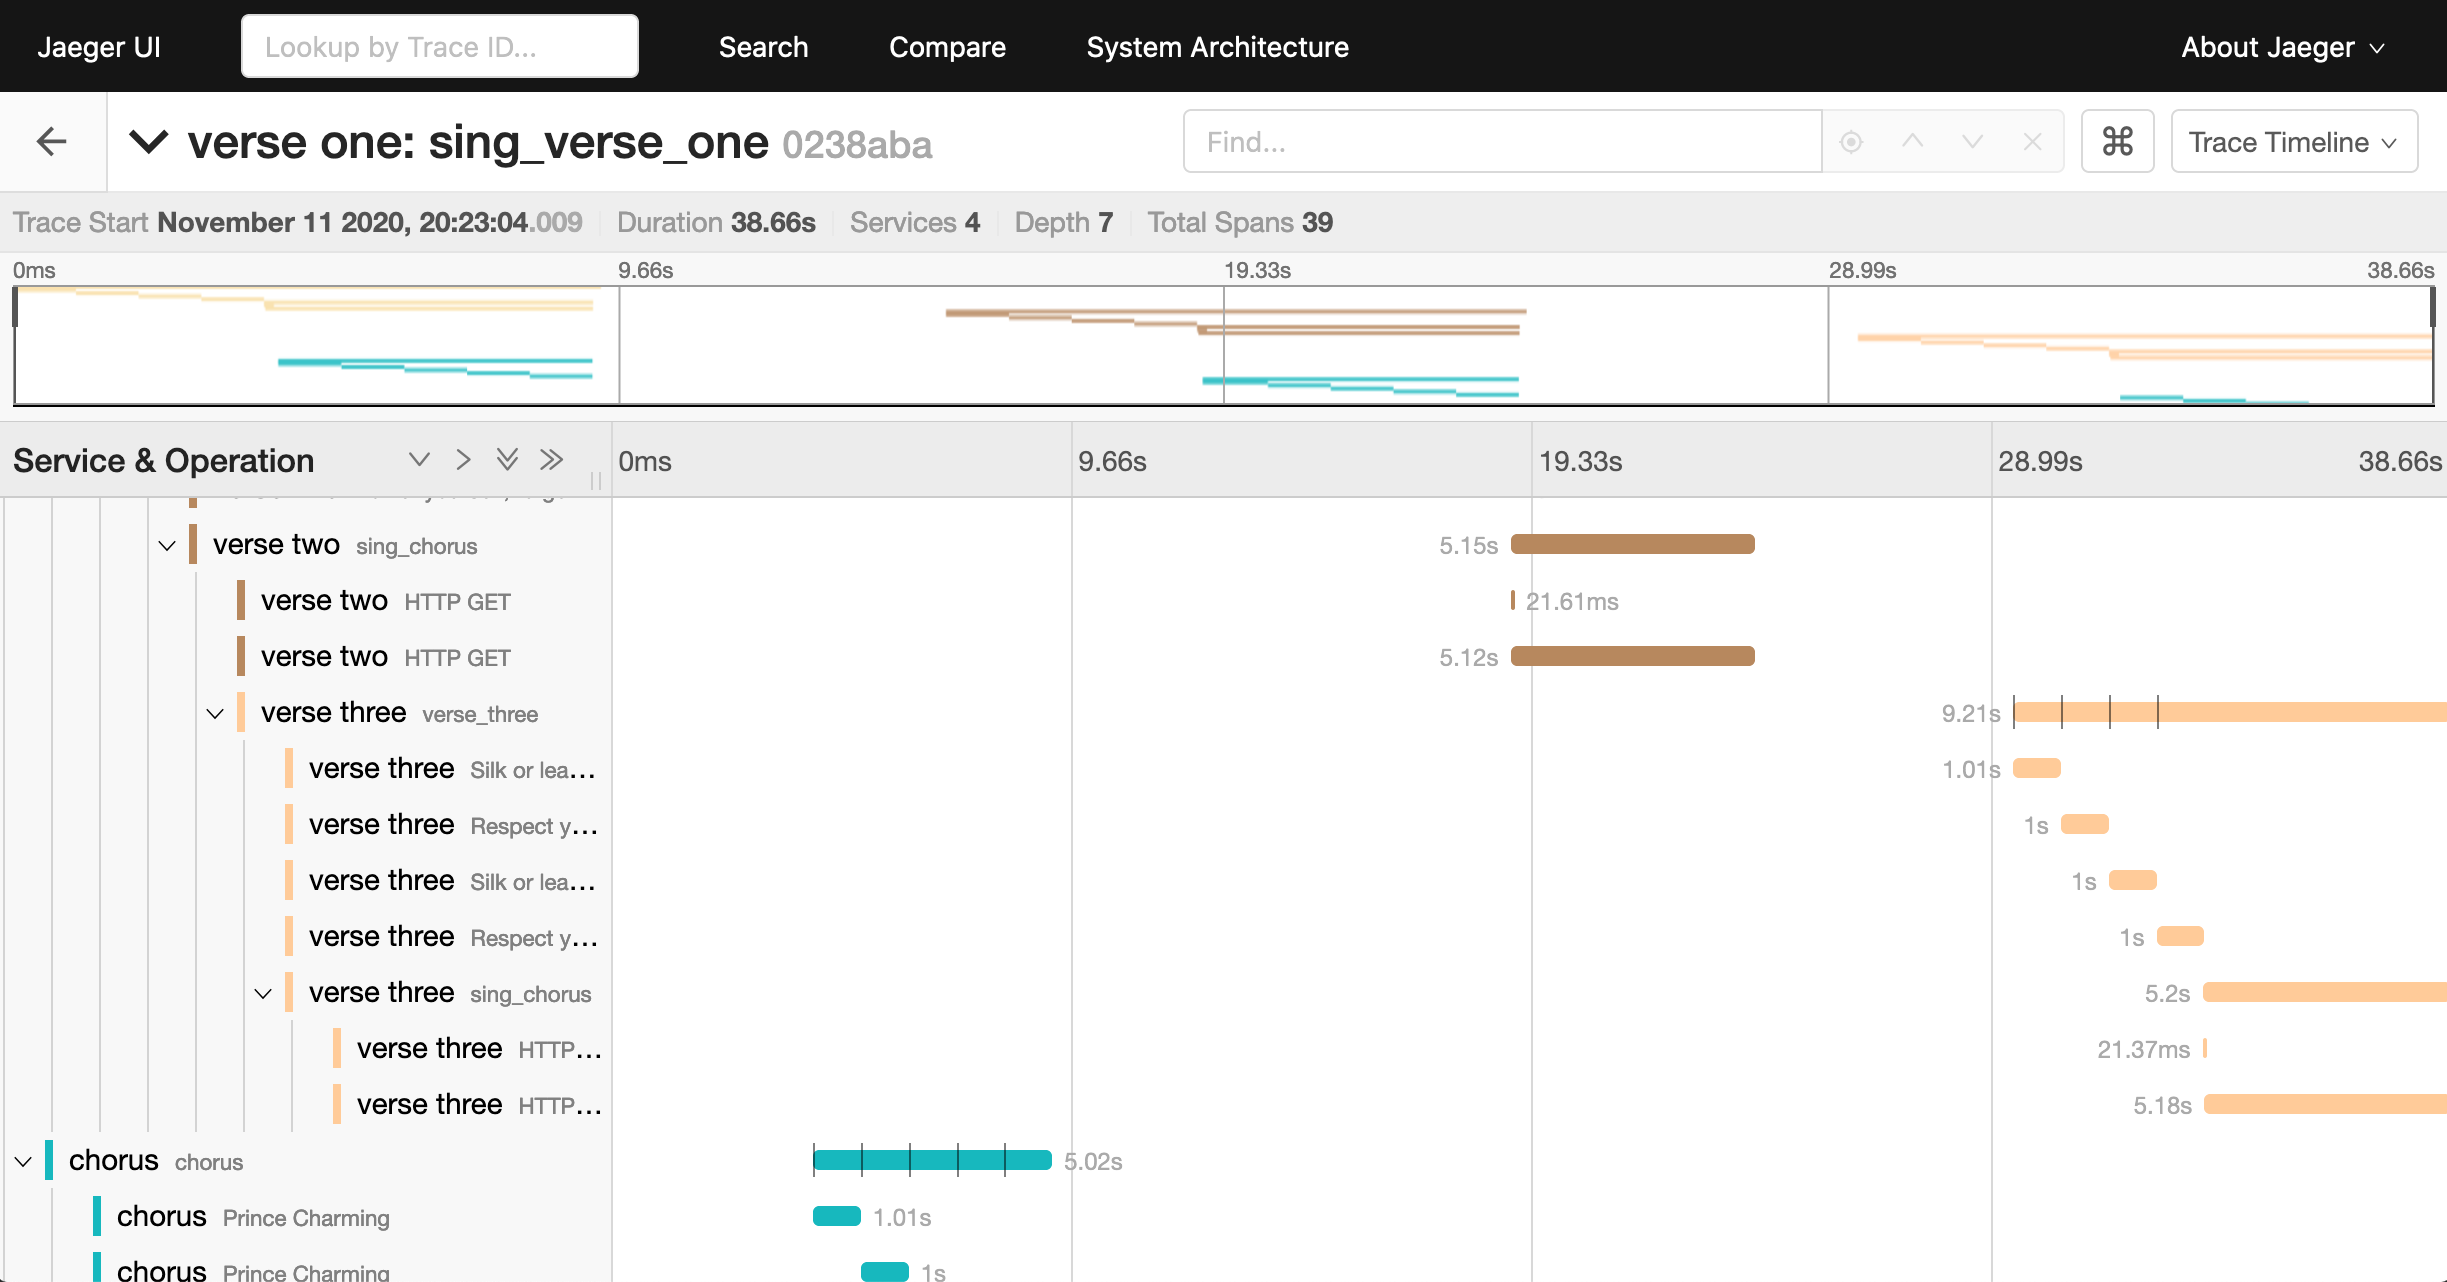 Jaeger UI Lookup by Trace ID... Search Compare System Architecture About Jaeger
verse one: sing_verse_one 0238aba Find... ⌘ Trace Timeline
Trace Start November 11 2020, 20:23:04.009 Duration 38.66s Services 4 Depth 7 Total Spans 39
0ms 9.66s 19.33s 28.99s 38.66s
Service & Operation 0ms 9.66s 19.33s 28.99s 38.66s
verse two sing_chorus 5.15s
verse two HTTP GET 21.61ms
verse two HTTP GET 5.12s
verse three verse_three 9.21s
verse three Silk or lea... 1.01s
verse three Respect y... 1s
verse three Silk or lea... 1s
verse three Respect y... 1s
verse three sing_chorus 5.2s
verse three HTTP... 21.37ms
verse three HTTP... 5.18s
chorus chorus 5.02s
chorus Prince Charming 1.01s
chorus Prince Charming 1s